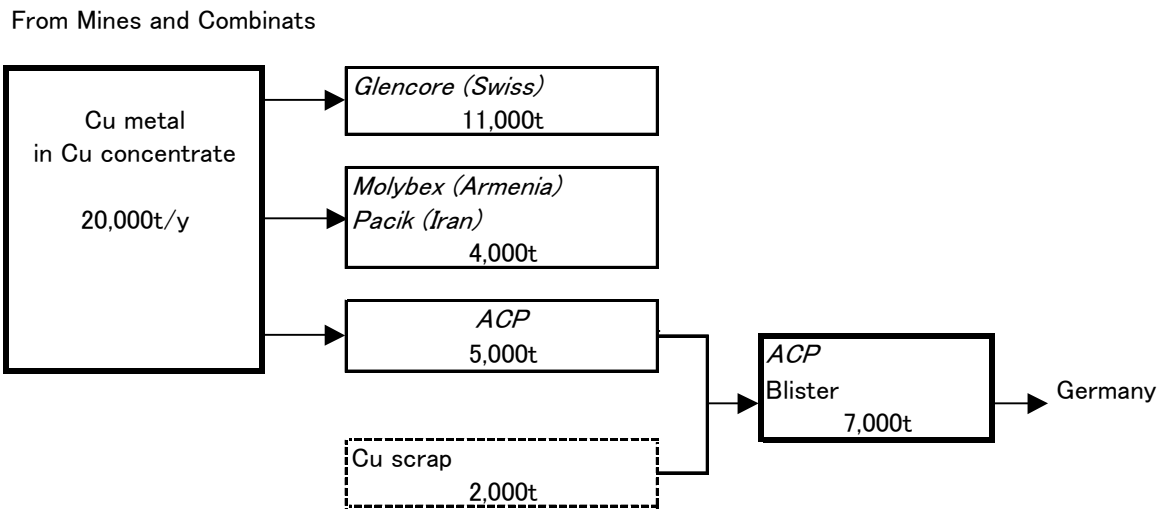 From Mines and Combinats
Cu metal
in Cu concentrate
20,000t/y
Glencore (Swiss)
11,000t
Molybex (Armenia)
Pacik (Iran)
4,000t
ACP
5,000t
Cu scrap
2,000t
ACP
Blister
7,000t
Germany